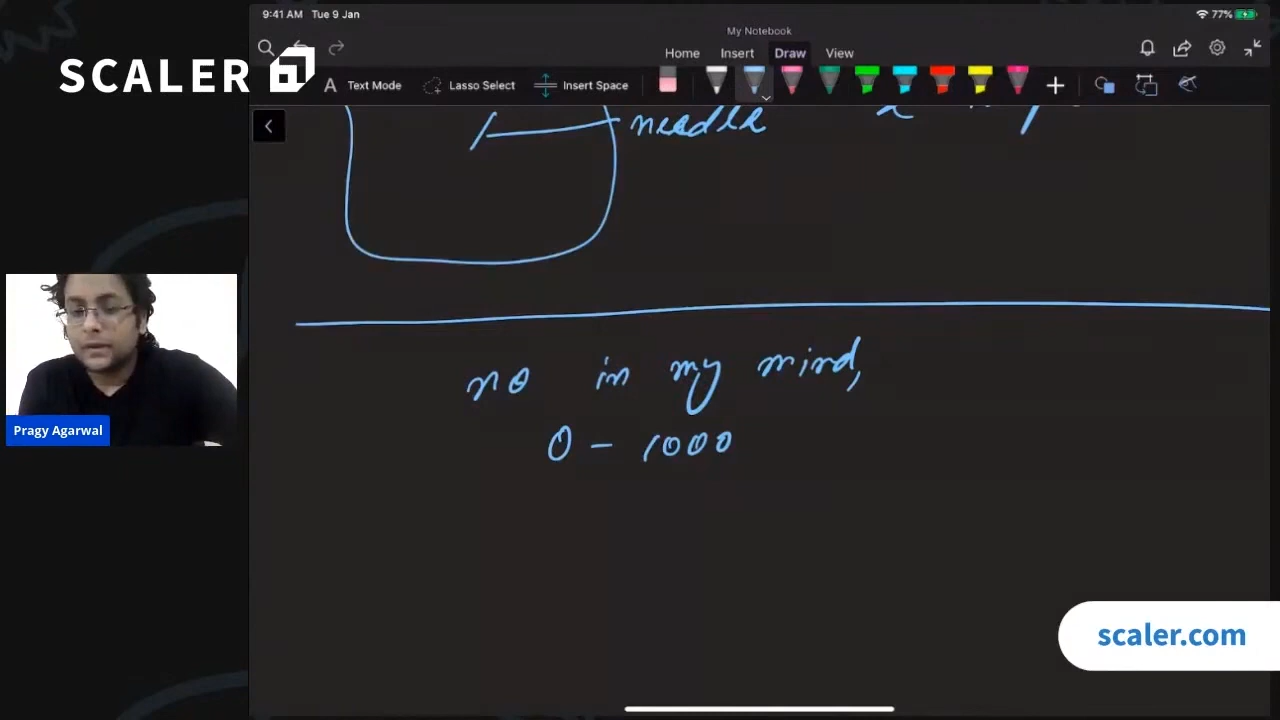 9:41 AM Tue 9 Jan
77%
My Notebook
SCALER
Home Insert Draw View
A Text Mode Lasso Select Insert Space
needle
no in my mind,
0 - 1000
Pragy Agarwal
scaler.com